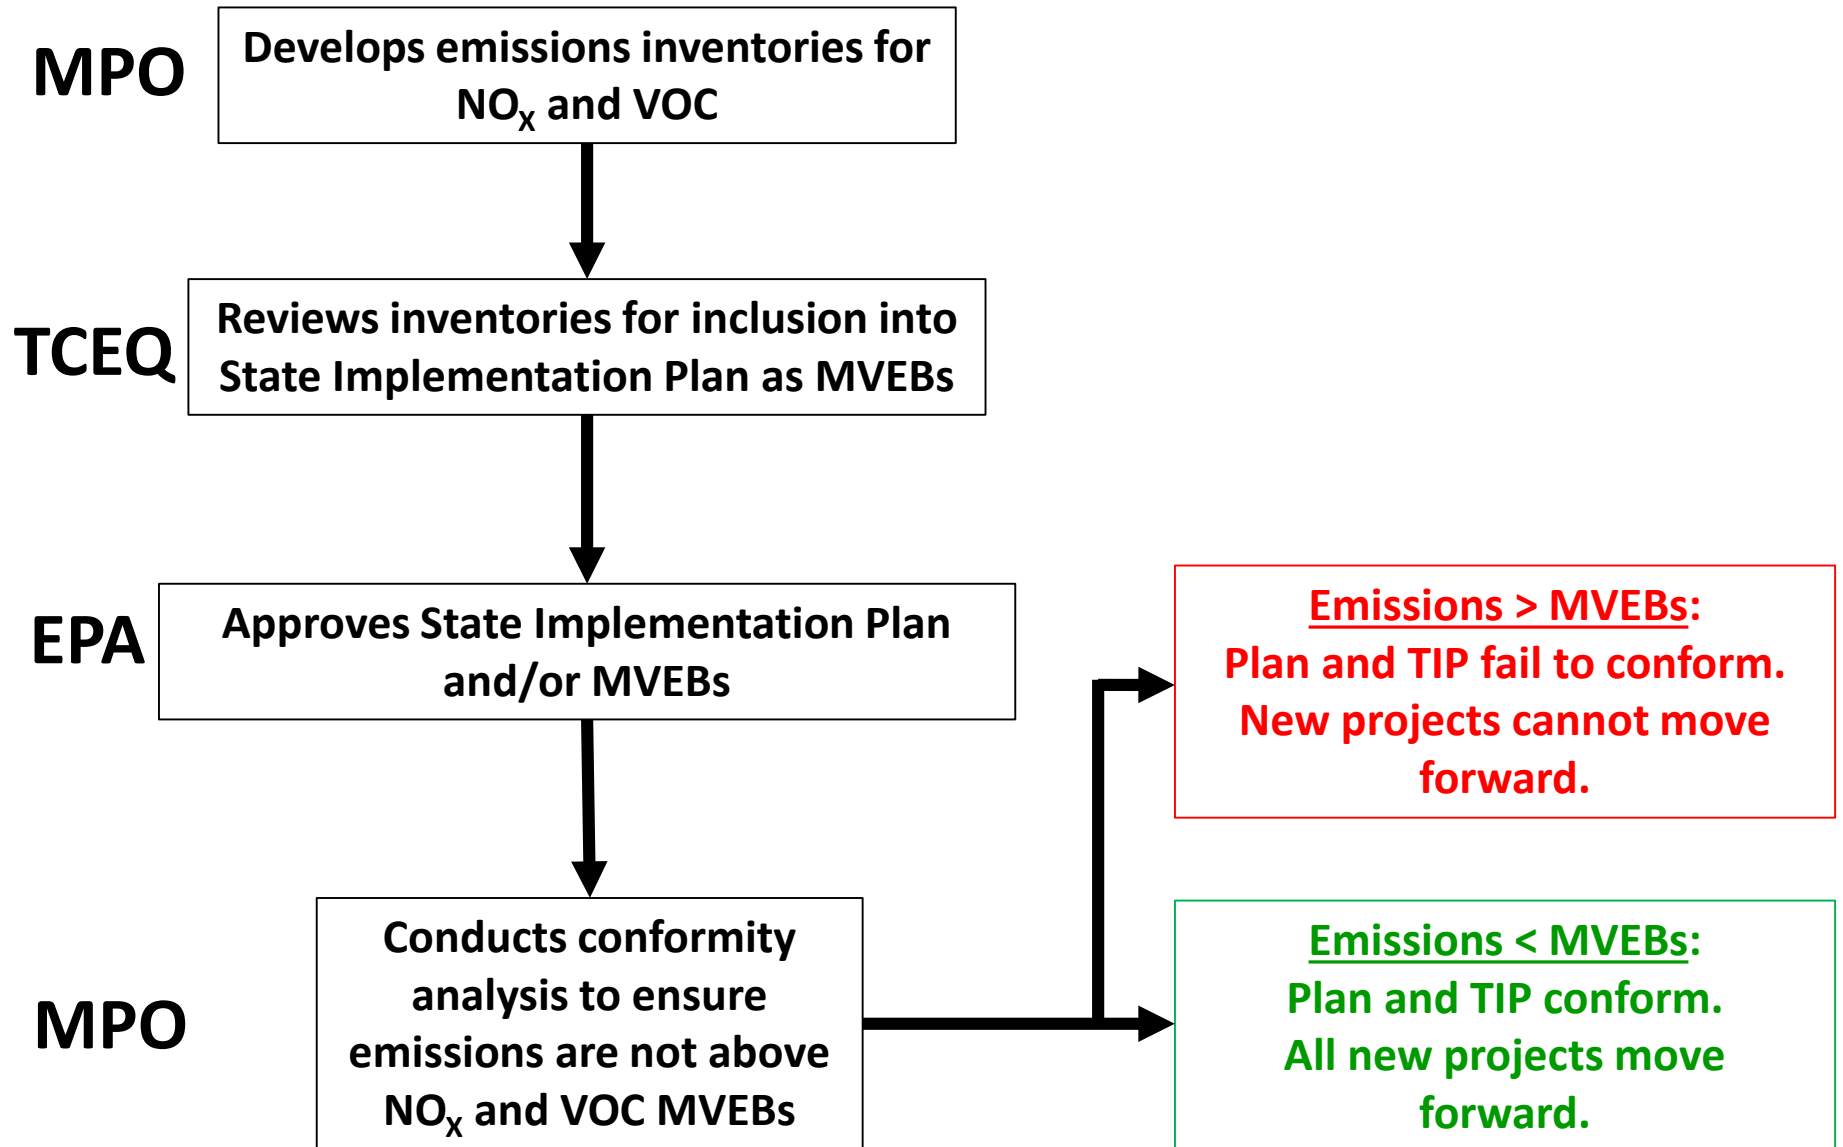 MPO
Develops emissions inventories for
NOX and VOC
TCEQ
Reviews inventories for inclusion into
State Implementation Plan as MVEBs
EPA
Approves State Implementation Plan
and/or MVEBs
Emissions > MVEBs:
Plan and TIP fail to conform.
New projects cannot move
forward.
MPO
Conducts conformity
analysis to ensure
emissions are not above
NOX and VOC MVEBs
Emissions < MVEBs:
Plan and TIP conform.
All new projects move
forward.